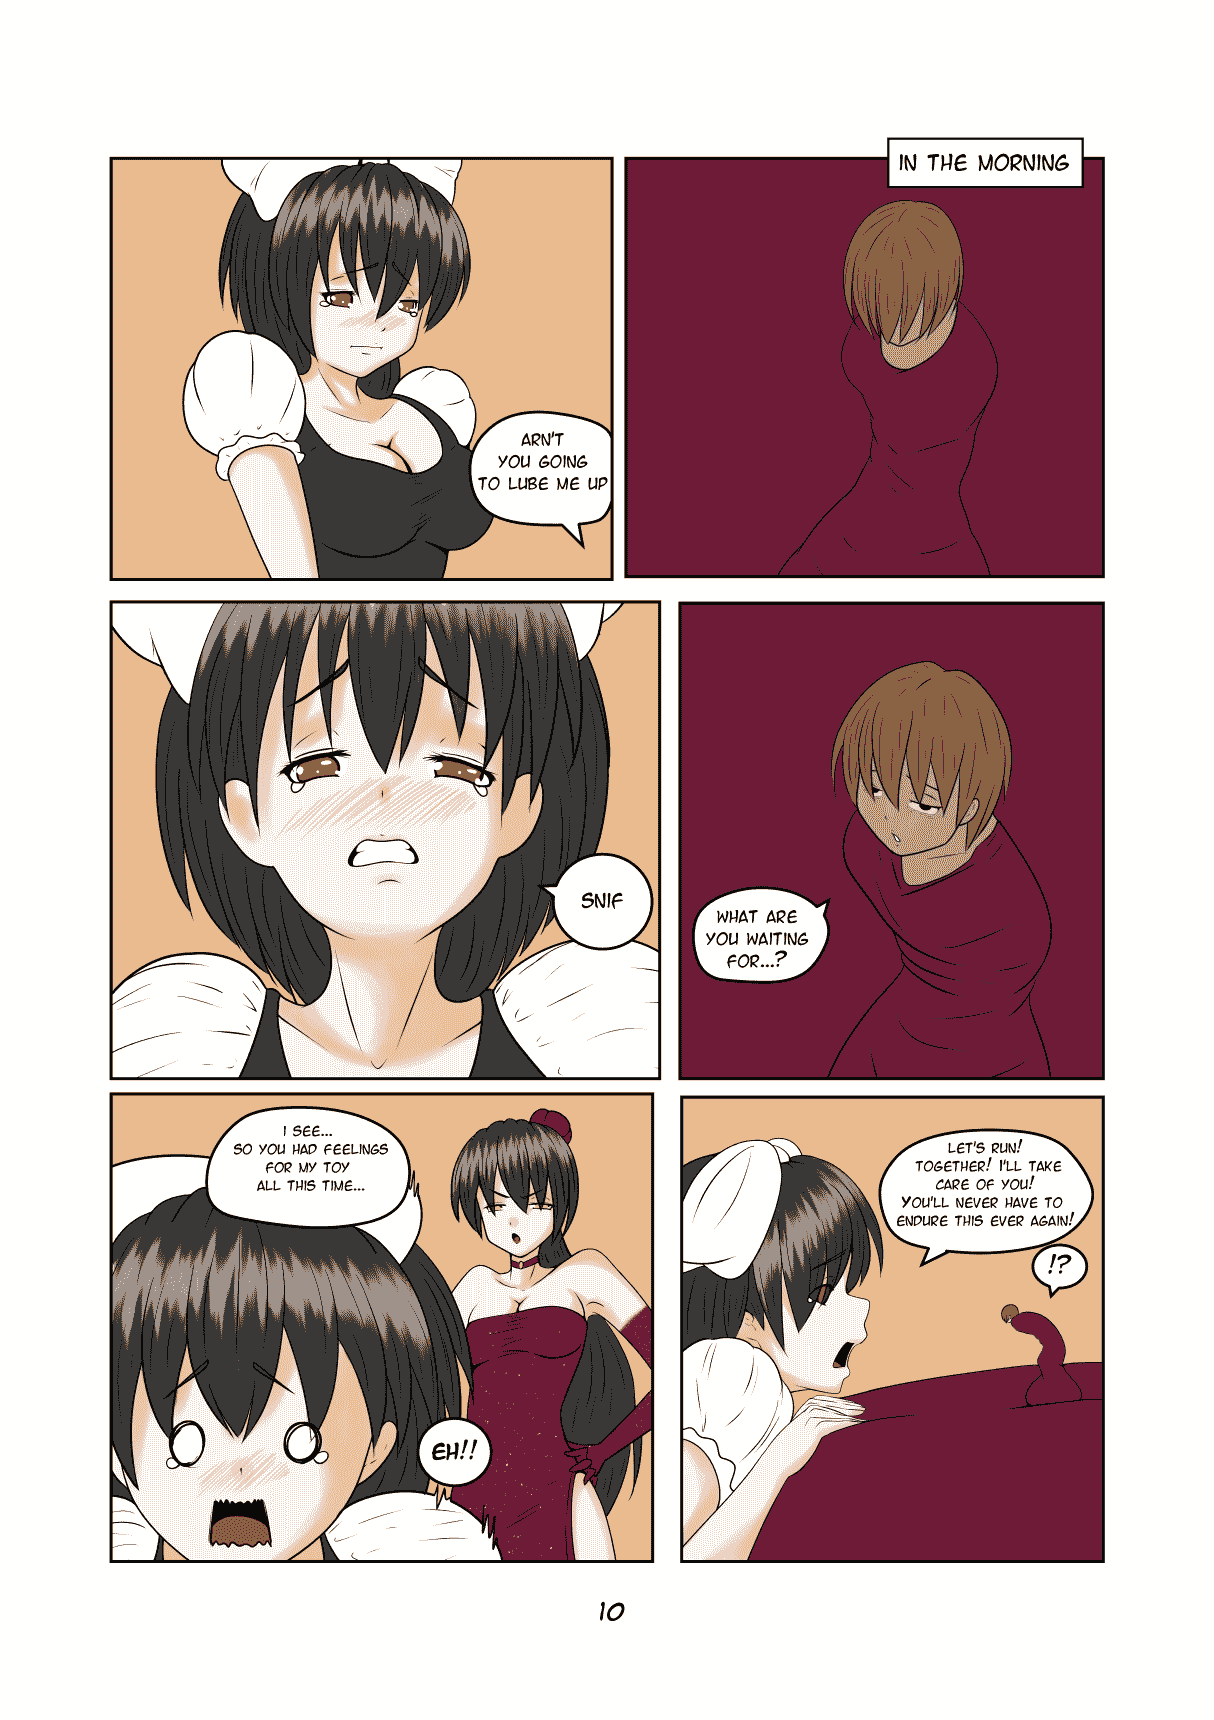 IN THE MORNING
ARN'T
YOU GOING
TO LUBE ME UP
SNIF
WHAT ARE
YOU WAITING
FOR...?
I SEE...
SO YOU HAD FEELINGS
FOR MY TOY
ALL THIS TIME...
EH!!
LET'S RUN!
TOGETHER! I'LL TAKE
CARE OF YOU!
YOU'LL NEVER HAVE TO
ENDURE THIS EVER AGAIN!
!?
10